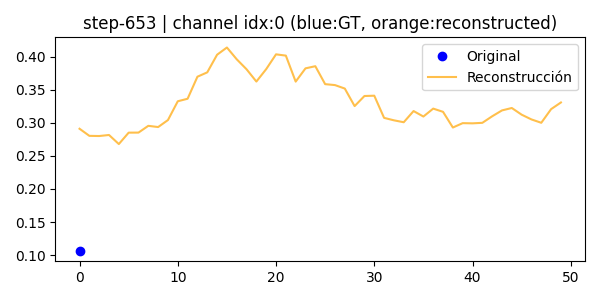 step-653 | channel idx:0 (blue:GT, orange:reconstructed)
Original
Reconstrucción
0.40
0.35
0.30
0.25
0.20
0.15
0.10
0 10 20 30 40 50